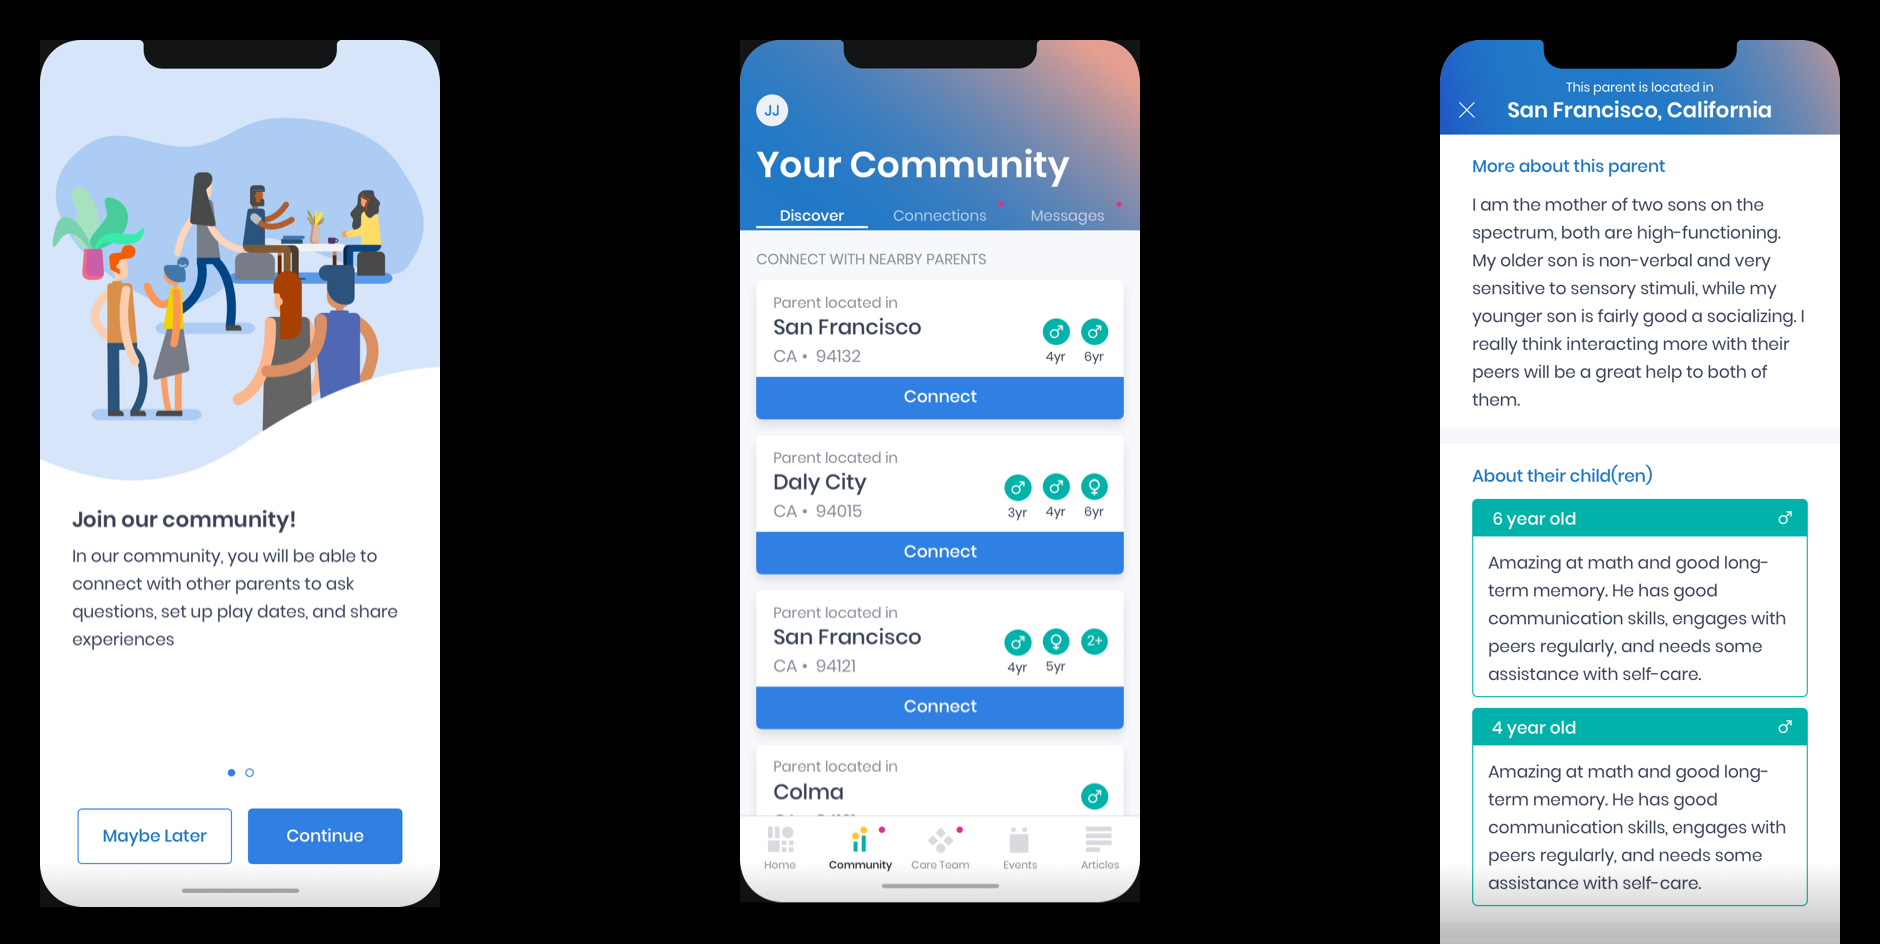 Join our community!
In our community, you will be able to
connect with other parents to ask
questions, set up play dates, and share
experiences
Maybe Later
Continue
JJ
Your Community
Discover
Connections
Messages
CONNECT WITH NEARBY PARENTS
Parent located in
San Francisco
CA • 94132
4yr
6yr
Connect
Parent located in
Daly City
CA • 94015
3yr
4yr
6yr
Connect
Parent located in
San Francisco
CA • 94121
4yr
5yr
2+
Connect
Parent located in
Colma
Home
Community
Care Team
Events
Articles
This parent is located in
San Francisco, California
More about this parent
I am the mother of two sons on the
spectrum, both are high-functioning.
My older son is non-verbal and very
sensitive to sensory stimuli, while my
younger son is fairly good a socializing. I
really think interacting more with their
peers will be a great help to both of
them.
About their child(ren)
6 year old
Amazing at math and good long-
term memory. He has good
communication skills, engages with
peers regularly, and needs some
assistance with self-care.
4 year old
Amazing at math and good long-
term memory. He has good
communication skills, engages with
peers regularly, and needs some
assistance with self-care.